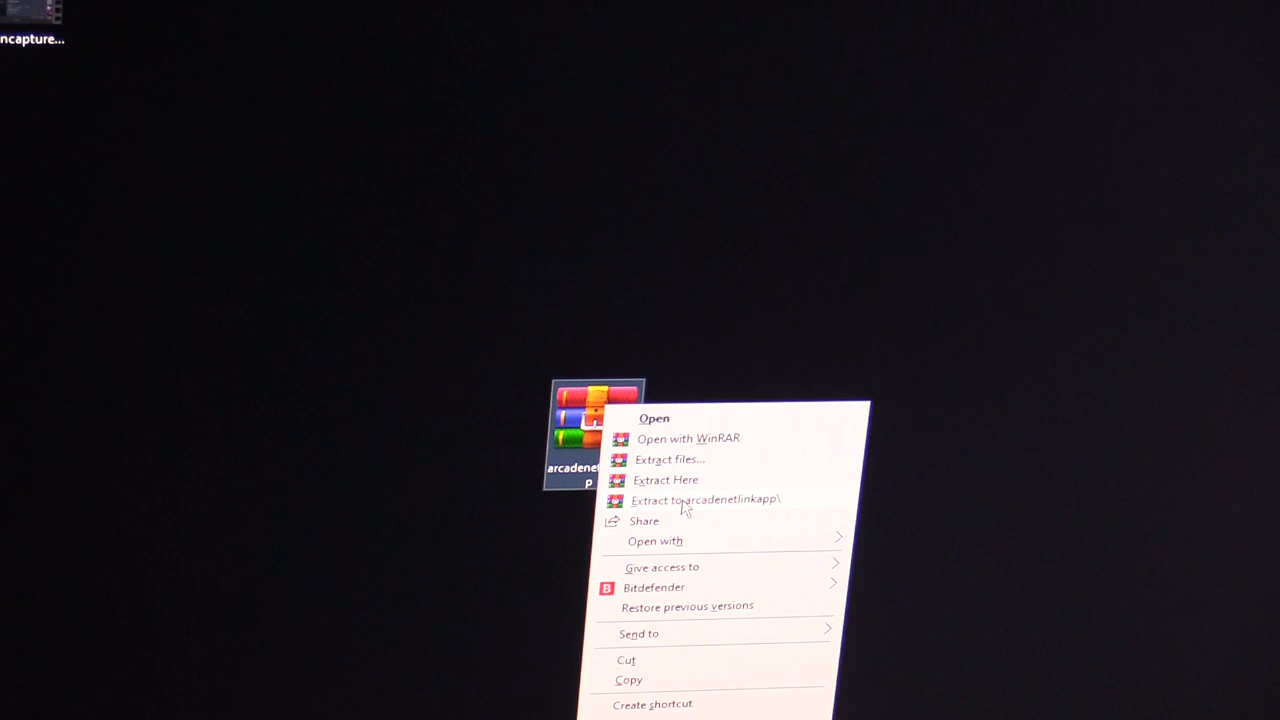 ncapture...
arcadene
p
Open
Open with WinRAR
Extract files...
Extract Here
Extract to arcadenetlinkapp\
Share
Open with
Give access to
B
Bitdefender
Restore previous versions
Send to
Cut
Copy
Create shortcut